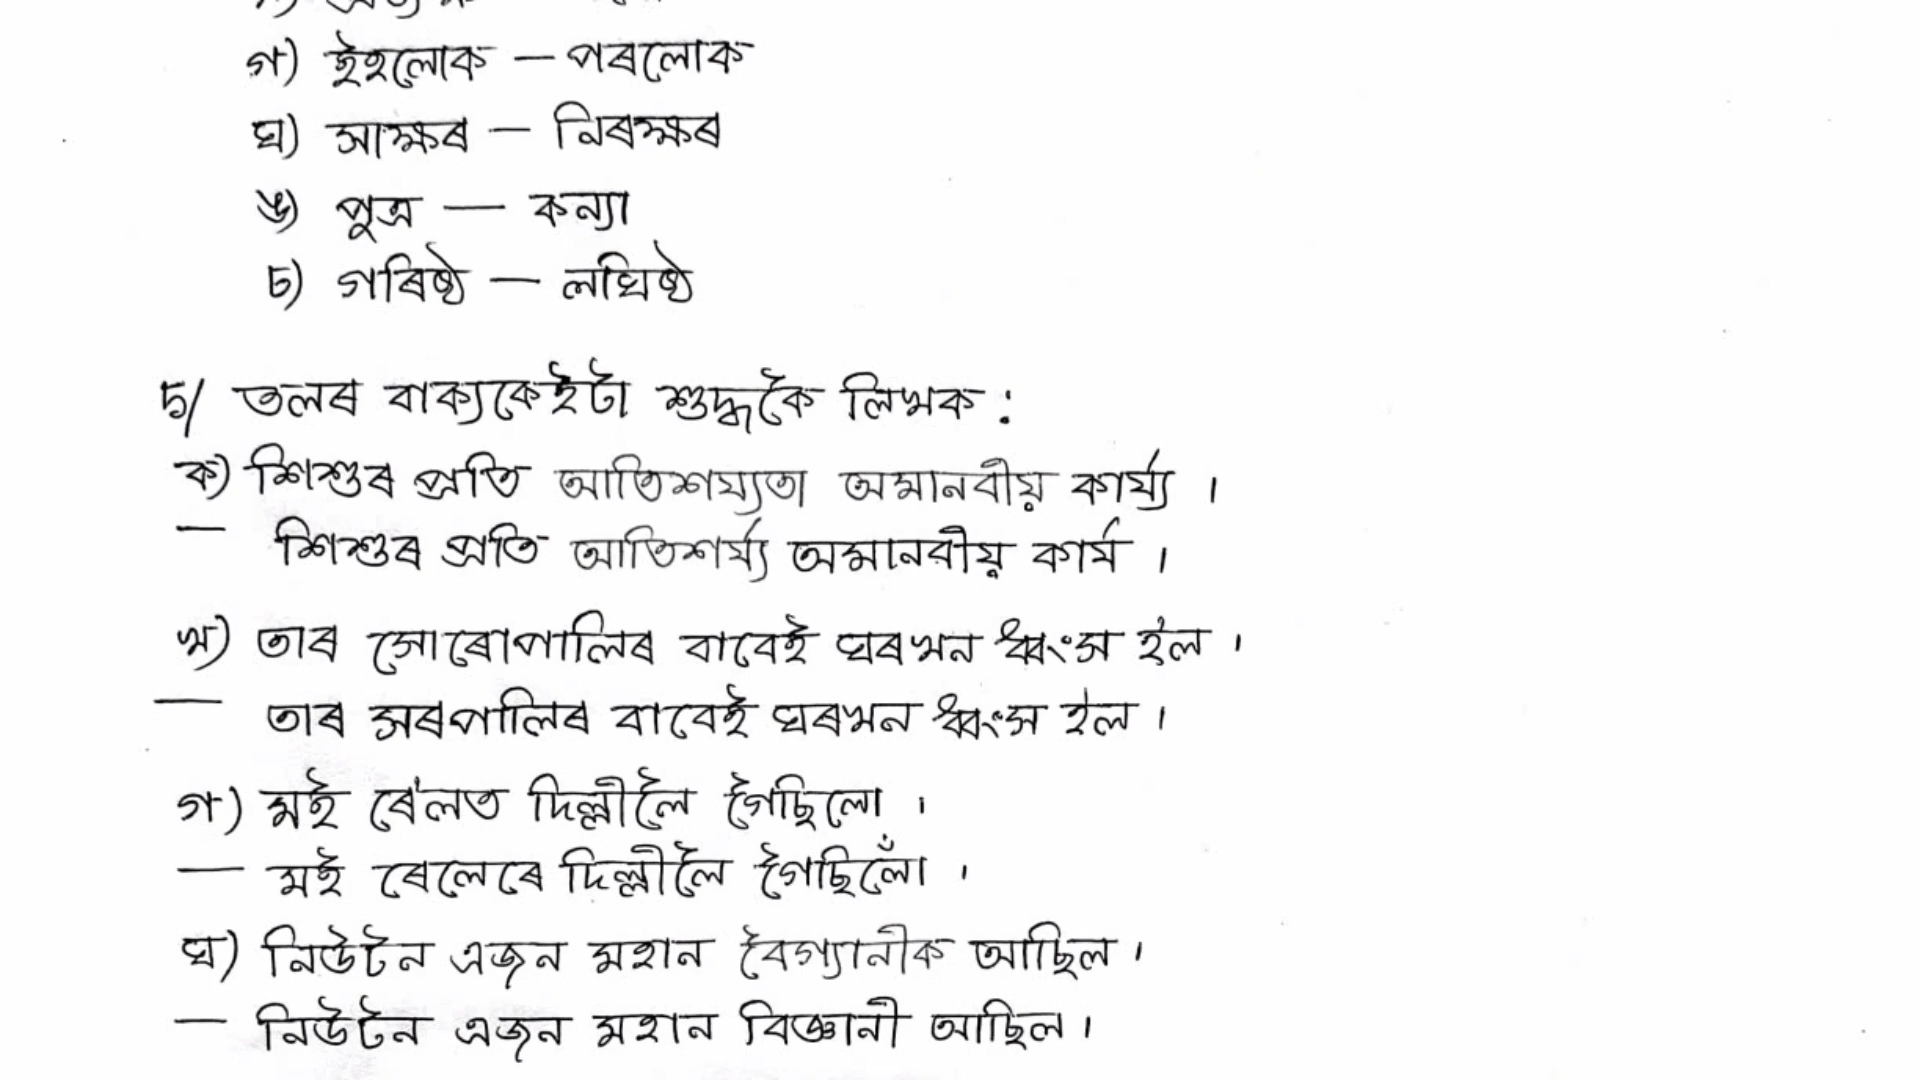 গ) ইহলোক — পৰলোক
ঘ) সাক্ষৰ — নিৰক্ষৰ
ঙ) পুত্ৰ — কন্যা
চ) গৰিষ্ঠ — লঘিষ্ঠ
৮/ তলৰ বাক্যকেইটা শুদ্ধকৈ লিখক :
ক) শিশুৰ প্ৰতি আতিশয্যতা অমানবীয় কাৰ্য্য ।
— শিশুৰ প্ৰতি আতিশৰ্য্য অমানৱীয় কাৰ্য ।
খ) তাৰ সোৰোপালিৰ বাবেই ঘৰখন ধ্বংস হ'ল ।
— তাৰ সৰপালিৰ বাবেই ঘৰখন ধ্বংস হ'ল ।
গ) মই ৰে'লত দিল্লীলৈ গৈছিলো ।
— মই ৰেলেৰে দিল্লীলৈ গৈছিলোঁ ।
ঘ) নিউটন এজন মহান বৈগ্যানীক আছিল ।
— নিউটন এজন মহান বিজ্ঞানী আছিল ।